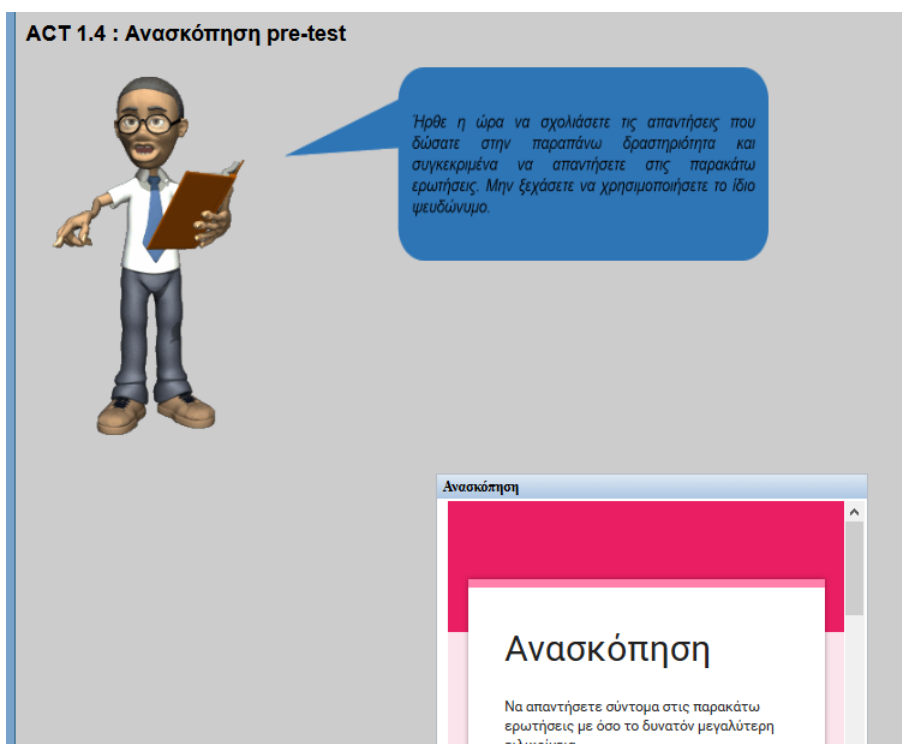 ACT 1.4 : Ανασκόπηση pre-test
Ήρθε η ώρα να σχολιάσετε τις απαντήσεις που
δώσατε στην παραπάνω δραστηριότητα και
συγκεκριμένα να απαντήσετε στις παρακάτω
ερωτήσεις. Μην ξεχάσετε να χρησιμοποιήσετε το ίδιο
ψευδώνυμο.
Ανασκόπηση
Ανασκόπηση
Να απαντήσετε σύντομα στις παρακάτω
ερωτήσεις με όσο το δυνατόν μεγαλύτερη